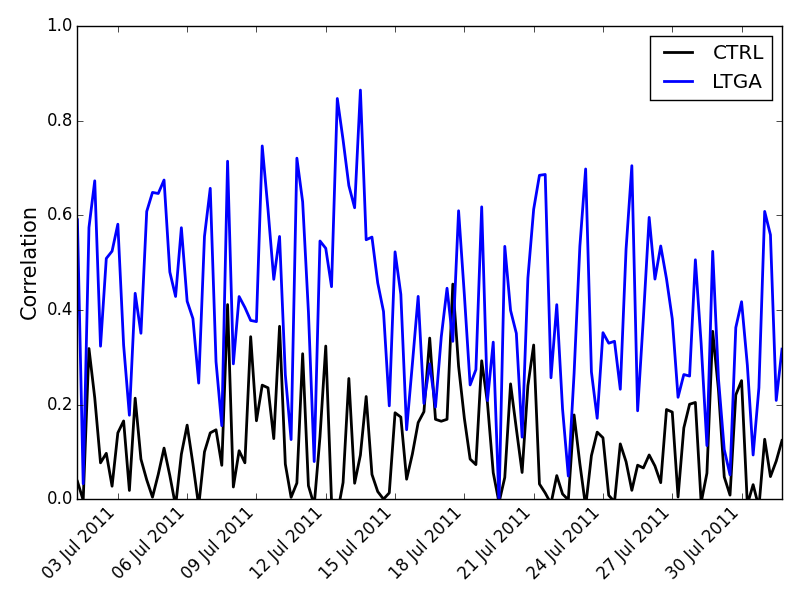 1.0
0.8
0.6
0.4
0.2
0.0
Correlation
CTRL
LTGA
03 Jul 2011
06 Jul 2011
09 Jul 2011
12 Jul 2011
15 Jul 2011
18 Jul 2011
21 Jul 2011
24 Jul 2011
27 Jul 2011
30 Jul 2011